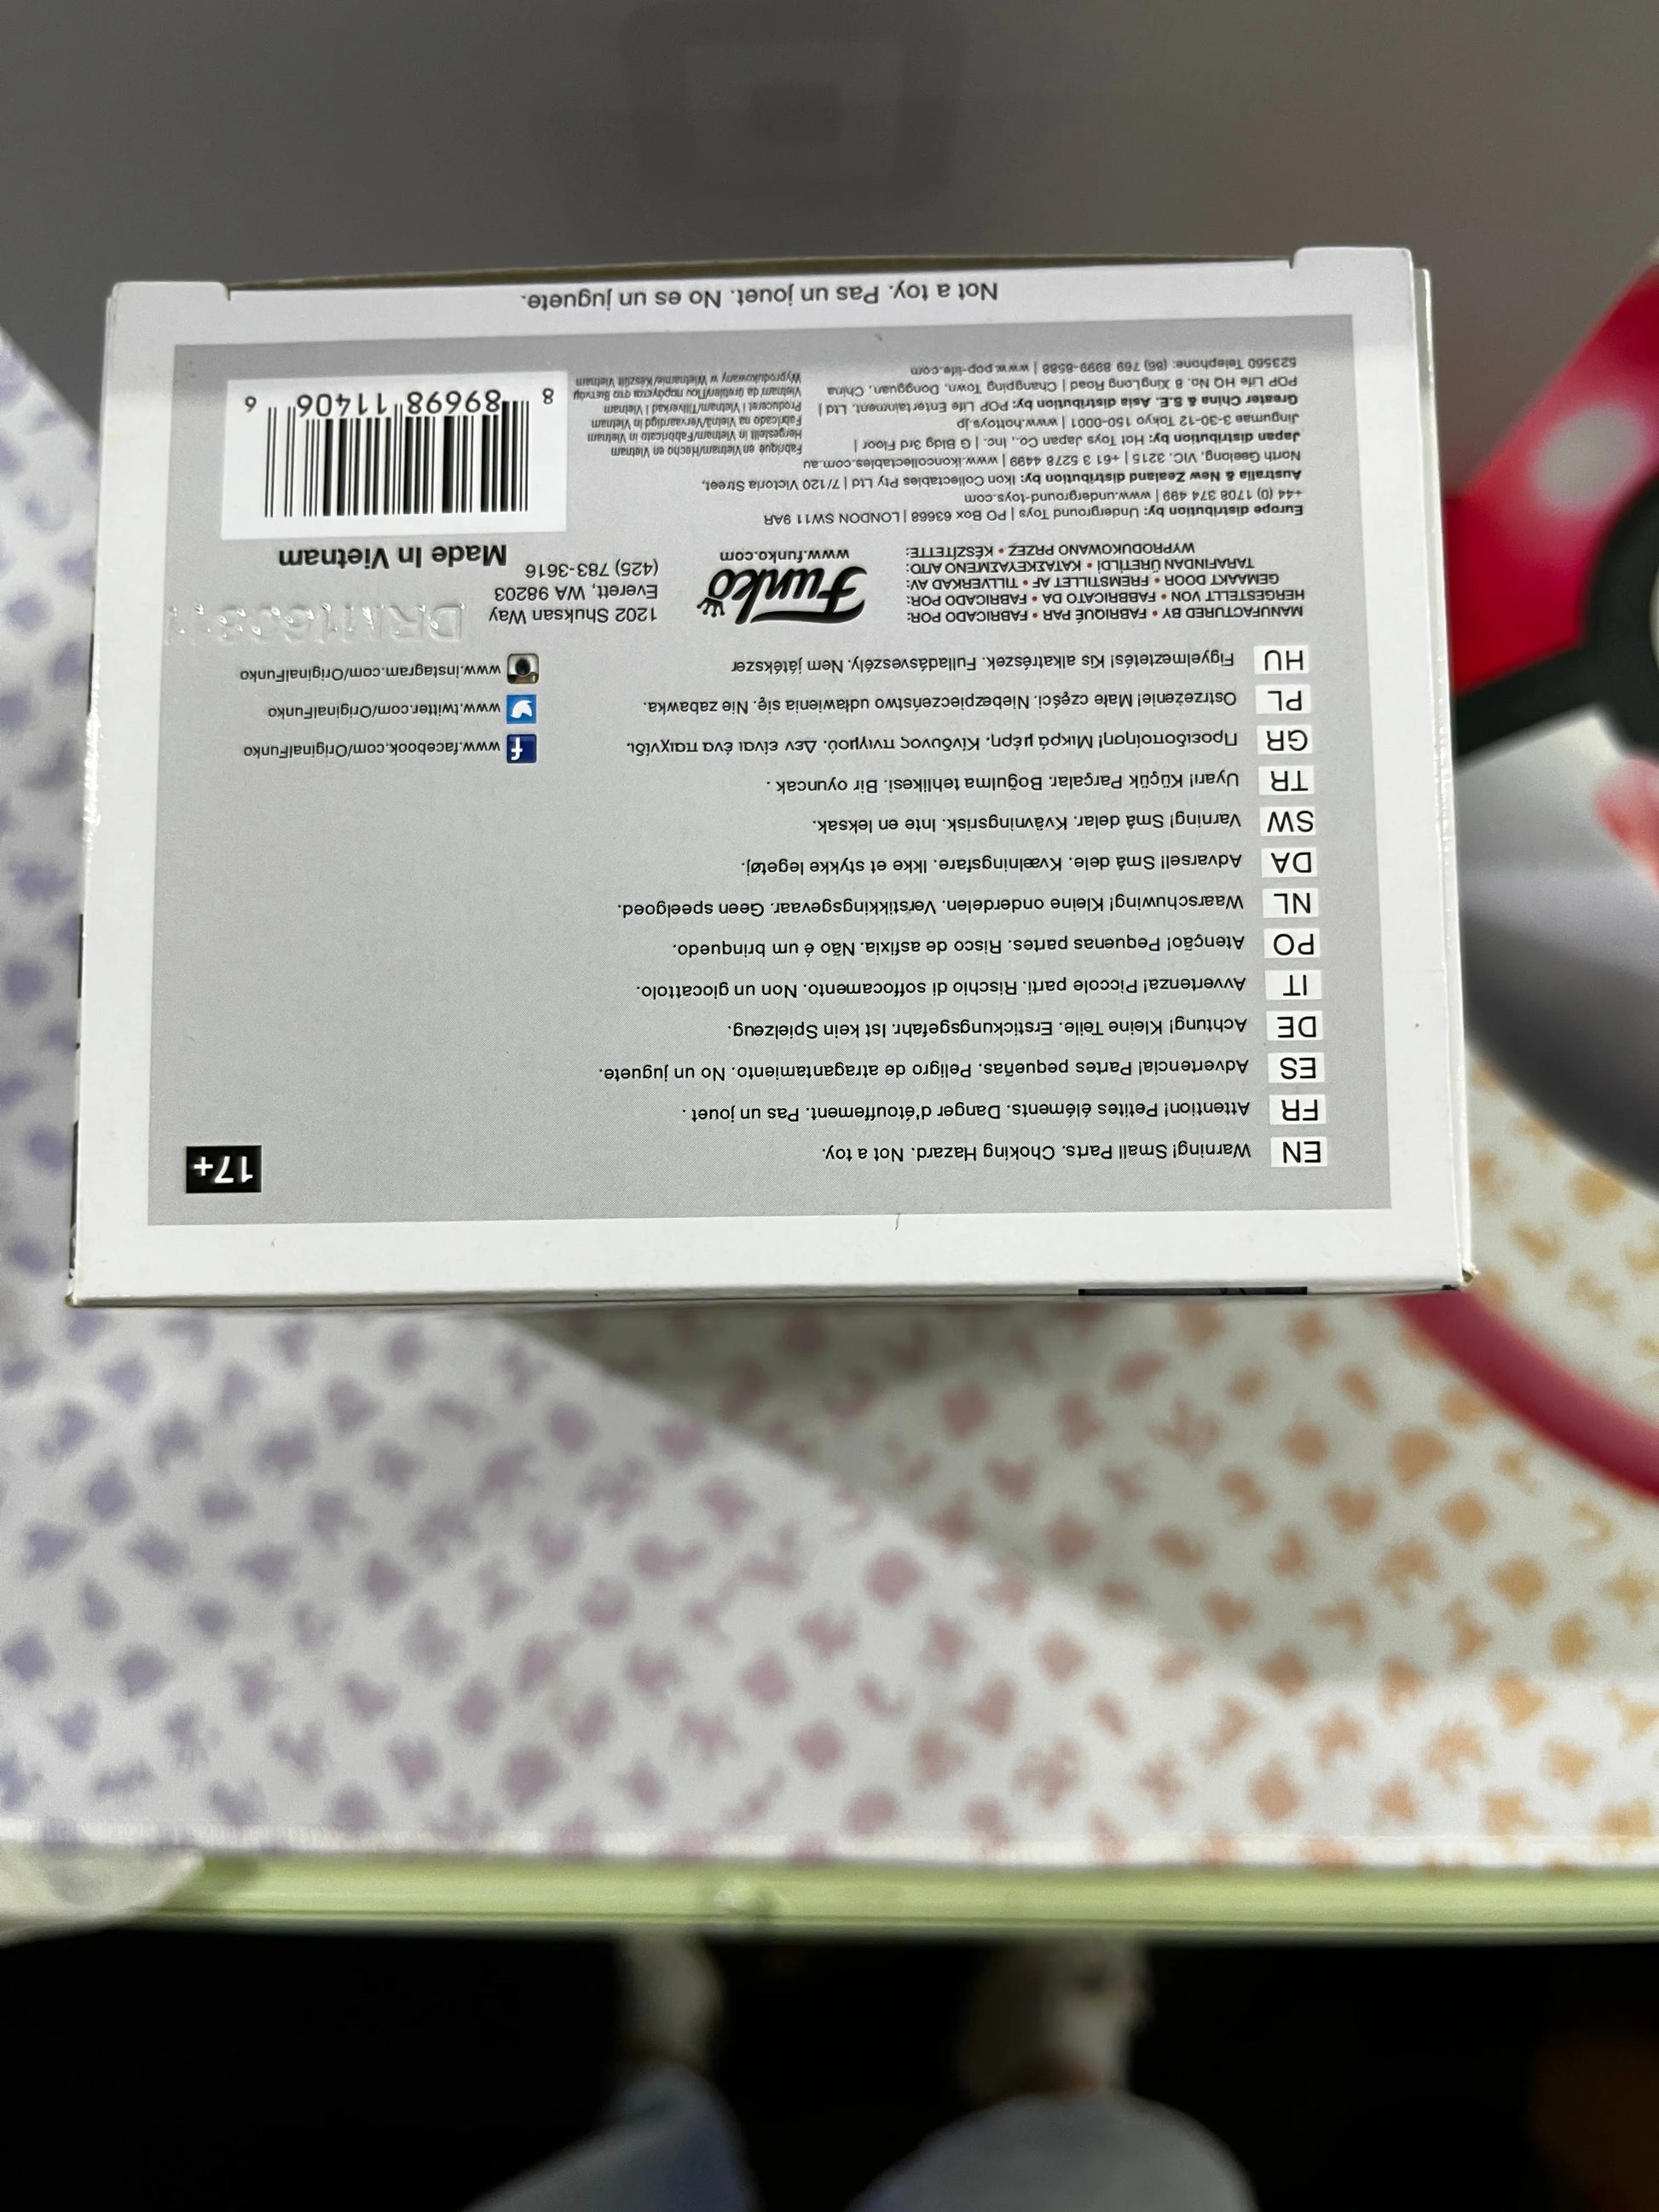 17+
EN Warning! Small Parts. Choking Hazard. Not a toy.
FR Attention! Petites éléments. Danger d'étouffement. Pas un jouet .
ES Advertencia! Partes pequeñas. Peligro de atragantamiento. No un juguete.
DE Achtung! Kleine Teile. Erstickungsgefahr. Ist kein Spielzeug.
IT Avvertenza! Piccole parti. Rischio di soffocamento. Non un giocattolo.
PO Atenção! Pequenas partes. Risco de asfixia. Não é um brinquedo.
NL Waarschuwing! Kleine onderdelen. Verstikkingsgevaar. Geen speelgoed.
DA Advarsel! Små dele. Kvælningsfare. Ikke et stykke legetøj.
SW Varning! Små delar. Kvävningsrisk. Inte en leksak.
TR Uyarı! Küçük Parçalar. Boğulma tehlikesi. Bir oyuncak .
GR Προειδοποίηση! Μικρά μέρη. Κίνδυνος πνιγμού. Δεν είναι ένα παιχνίδι.
PL Ostrzeżenie! Małe części. Niebezpieczeństwo udławienia się. Nie zabawka.
HU Figyelmeztetés! Kis alkatrészek. Fulladásveszély. Nem játékszer
www.facebook.com/OriginalFunko
www.twitter.com/OriginalFunko
www.instagram.com/OriginalFunko
MANUFACTURED BY • FABRIQUÉ PAR • FABRICADO POR:
HERGESTELLT VON • FABBRICATO DA • FABRICADO POR:
GEMAAKT DOOR • FREMSTILLET AF • TILLVERKAD AV:
TARAFINDAN ÜRETİLDİ • ΚΑΤΑΣΚΕΥΑΣΜΕΝΟ ΑΠΟ:
WYPRODUKOWANO PRZEZ • KÉSZÍTETTE:
Funko
www.funko.com
1202 Shuksan Way
Everett, WA 98203
(425) 783-3616
Made In Vietnam
Europe distribution by: Underground Toys | PO Box 63668 | LONDON SW11 9AR
+44 (0) 1708 374 499 | www.underground-toys.com
Australia & New Zealand distribution by: Ikon Collectables Pty Ltd | 7/120 Victoria Street,
North Geelong, VIC, 3215 | +61 3 5278 4499 | www.ikoncollectables.com.au
Japan distribution by: Hot Toys Japan Co., Inc. | G Bldg 3rd Floor |
Jingumae 3-30-12 Tokyo 150-0001 | www.hottoys.jp
Greater China & S.E. Asia distribution by: POP Life Entertainment, Ltd |
POP Life HQ No. 8 XingLong Road | Changping Town, Dongguan, China
523560 Telephone: (86) 769 8999-8588 | www.pop-life.com
Fabriqué en Vietnam/Hecho en Vietnam
Hergestellt in Vietnam/Fabbricato in Vietnam
Fabricado na Vietnã/Vervaardigd in Vietnam
Produceret i Vietnam/Tillverkad i Vietnam
Vietnam da üretilen/Που παράγεται στο Βιετνάμ
Wyprodukowany w Wietnamie/Készült Vietnam
8 89698 11406 6
Not a toy. Pas un jouet. No es un juguete.